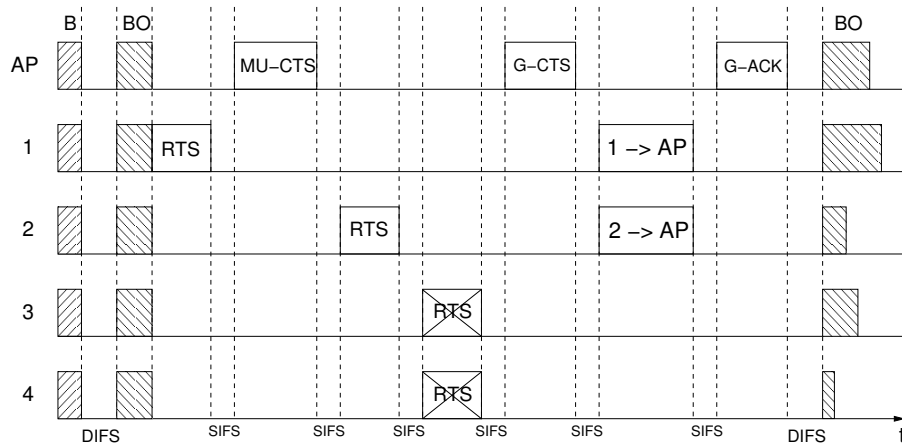 B BO BO
AP MU−CTS G−CTS G−ACK
1 RTS 1 −> AP
2 RTS 2 −> AP
3 RTS
4 RTS
DIFS SIFS SIFS SIFS SIFS SIFS SIFS DIFS t